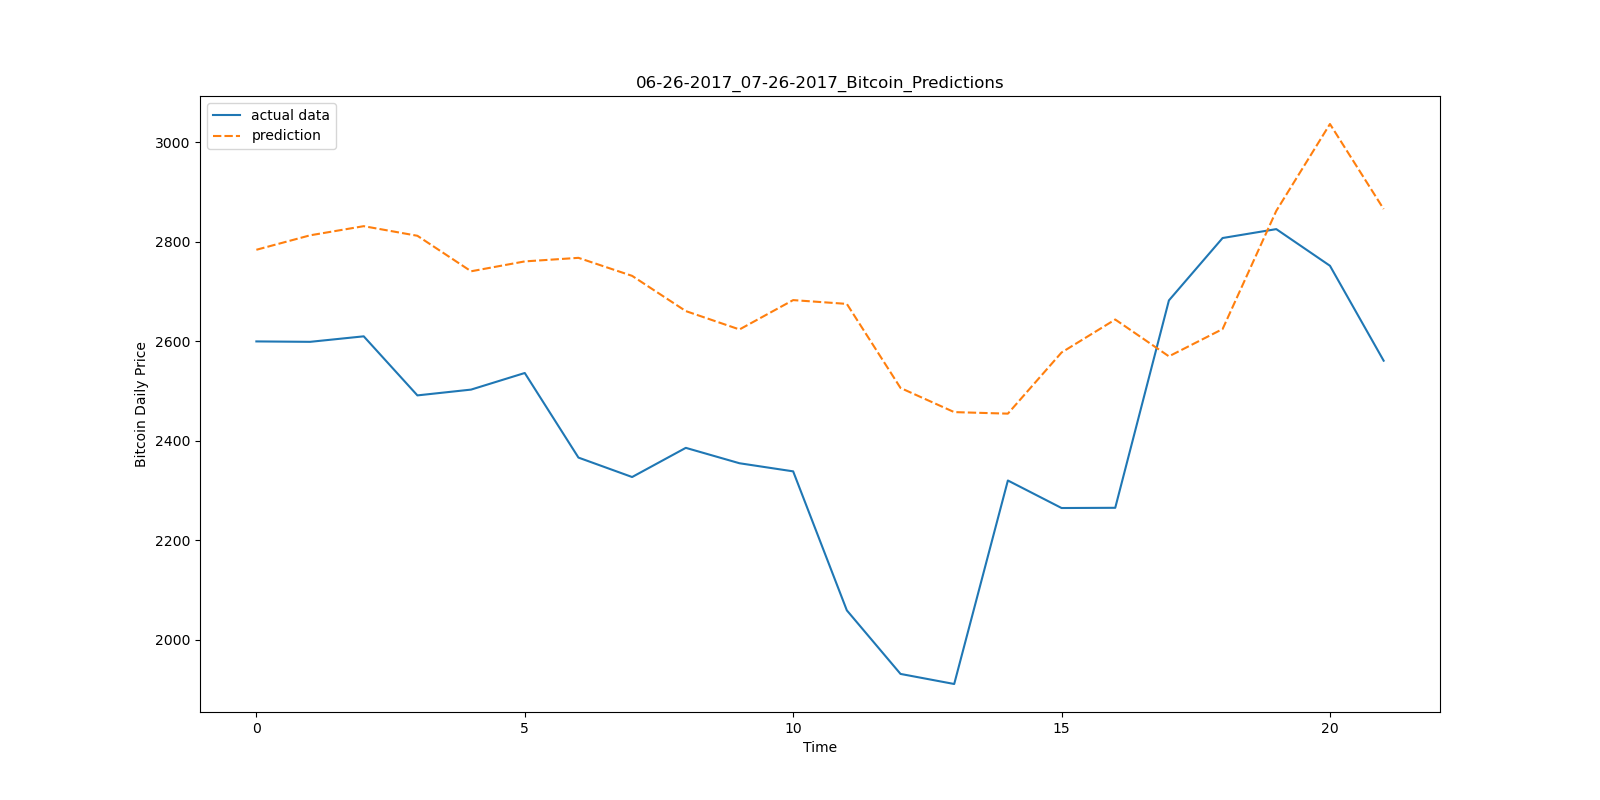 06-26-2017_07-26-2017_Bitcoin_Predictions
actual data
prediction
3000
2800
2600
2400
2200
2000
Bitcoin Daily Price
0 5 10 15 20
Time